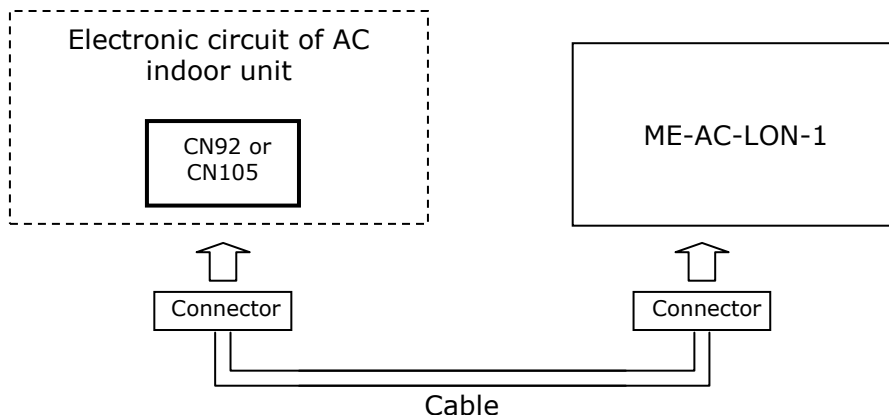 Electronic circuit of AC
indoor unit
CN92 or
CN105
ME-AC-LON-1
Connector
Connector
Cable